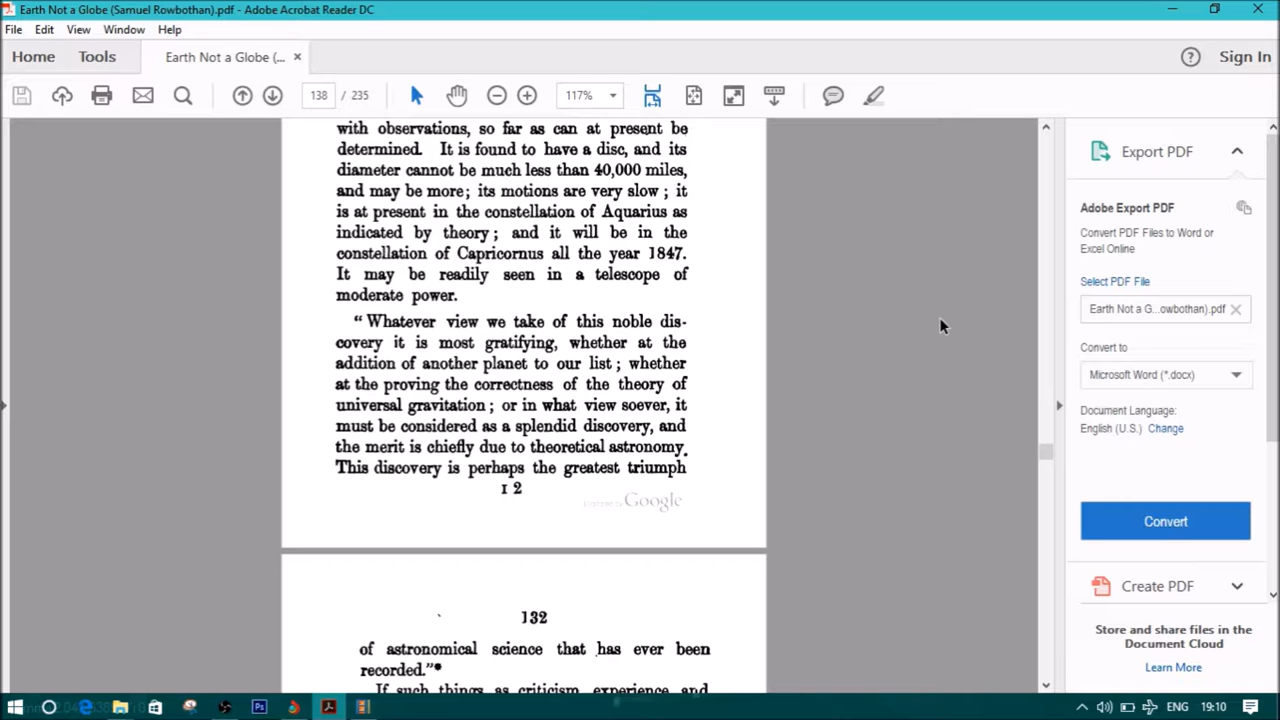 Earth Not a Globe (Samuel Rowbothan).pdf - Adobe Acrobat Reader DC
File Edit View Window Help
Home Tools Earth Not a Globe (... × Sign In
138 / 235 117%
with observations, so far as can at present be
determined. It is found to have a disc, and its
diameter cannot be much less than 40,000 miles,
and may be more; its motions are very slow; it
is at present in the constellation of Aquarius as
indicated by theory; and it will be in the
constellation of Capricornus all the year 1847.
It may be readily seen in a telescope of
moderate power.
“Whatever view we take of this noble dis-
covery it is most gratifying, whether at the
addition of another planet to our list; whether
at the proving the correctness of the theory of
universal gravitation; or in what view soever, it
must be considered as a splendid discovery, and
the merit is chiefly due to theoretical astronomy.
This discovery is perhaps the greatest triumph
I 2
Google
132
of astronomical science that has ever been
recorded.”*
If such things as criticism, experience and
Export PDF
Adobe Export PDF
Convert PDF Files to Word or
Excel Online
Select PDF File
Earth Not a G...owbothan).pdf
Convert to
Microsoft Word (*.docx)
Document Language:
English (U.S.) Change
Convert
Create PDF
Store and share files in the
Document Cloud
Learn More
ENG 19:10